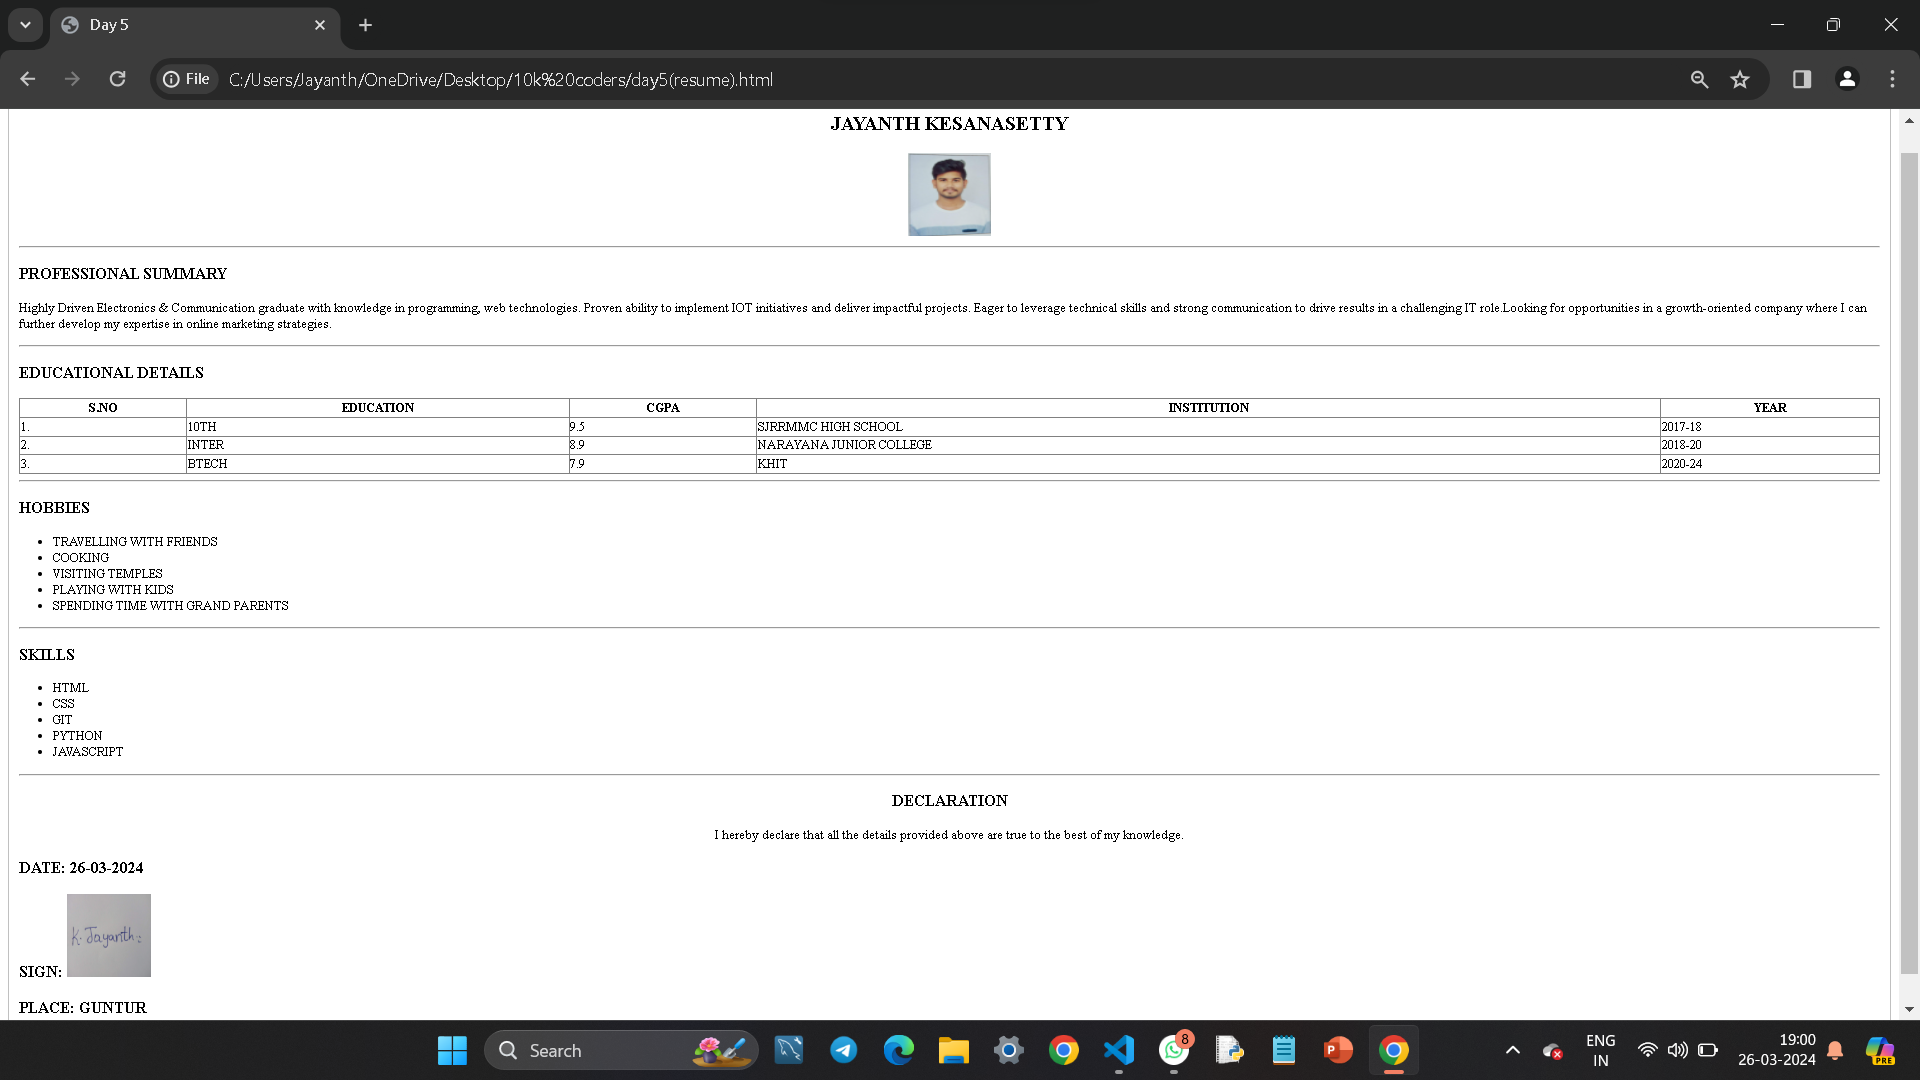 Day 5
File
C:/Users/Jayanth/OneDrive/Desktop/10k%20coders/day5(resume).html
JAYANTH KESANASETTY
PROFESSIONAL SUMMARY
Highly Driven Electronics & Communication graduate with knowledge in programming, web technologies. Proven ability to implement IOT initiatives and deliver impactful projects. Eager to leverage technical skills and strong communication to drive results in a challenging IT role.Looking for opportunities in a growth-oriented company where I can
further develop my expertise in online marketing strategies.
EDUCATIONAL DETAILS
S.NO EDUCATION CGPA INSTITUTION YEAR
1. 10TH 9.5 SJRRMMC HIGH SCHOOL 2017-18
2. INTER 8.9 NARAYANA JUNIOR COLLEGE 2018-20
3. BTECH 7.9 KHIT 2020-24
HOBBIES
• TRAVELLING WITH FRIENDS
• COOKING
• VISITING TEMPLES
• PLAYING WITH KIDS
• SPENDING TIME WITH GRAND PARENTS
SKILLS
• HTML
• CSS
• GIT
• PYTHON
• JAVASCRIPT
DECLARATION
I hereby declare that all the details provided above are true to the best of my knowledge.
DATE: 26-03-2024
K. Jayanth
SIGN:
PLACE: GUNTUR
Search
8
P
ENG
IN
19:00
26-03-2024
PRE